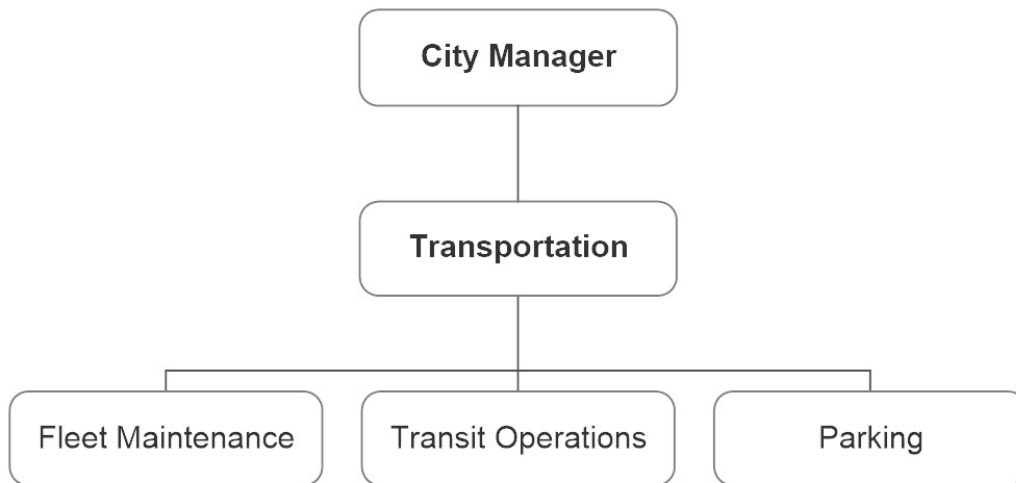 City Manager
Transportation
Fleet Maintenance
Transit Operations
Parking